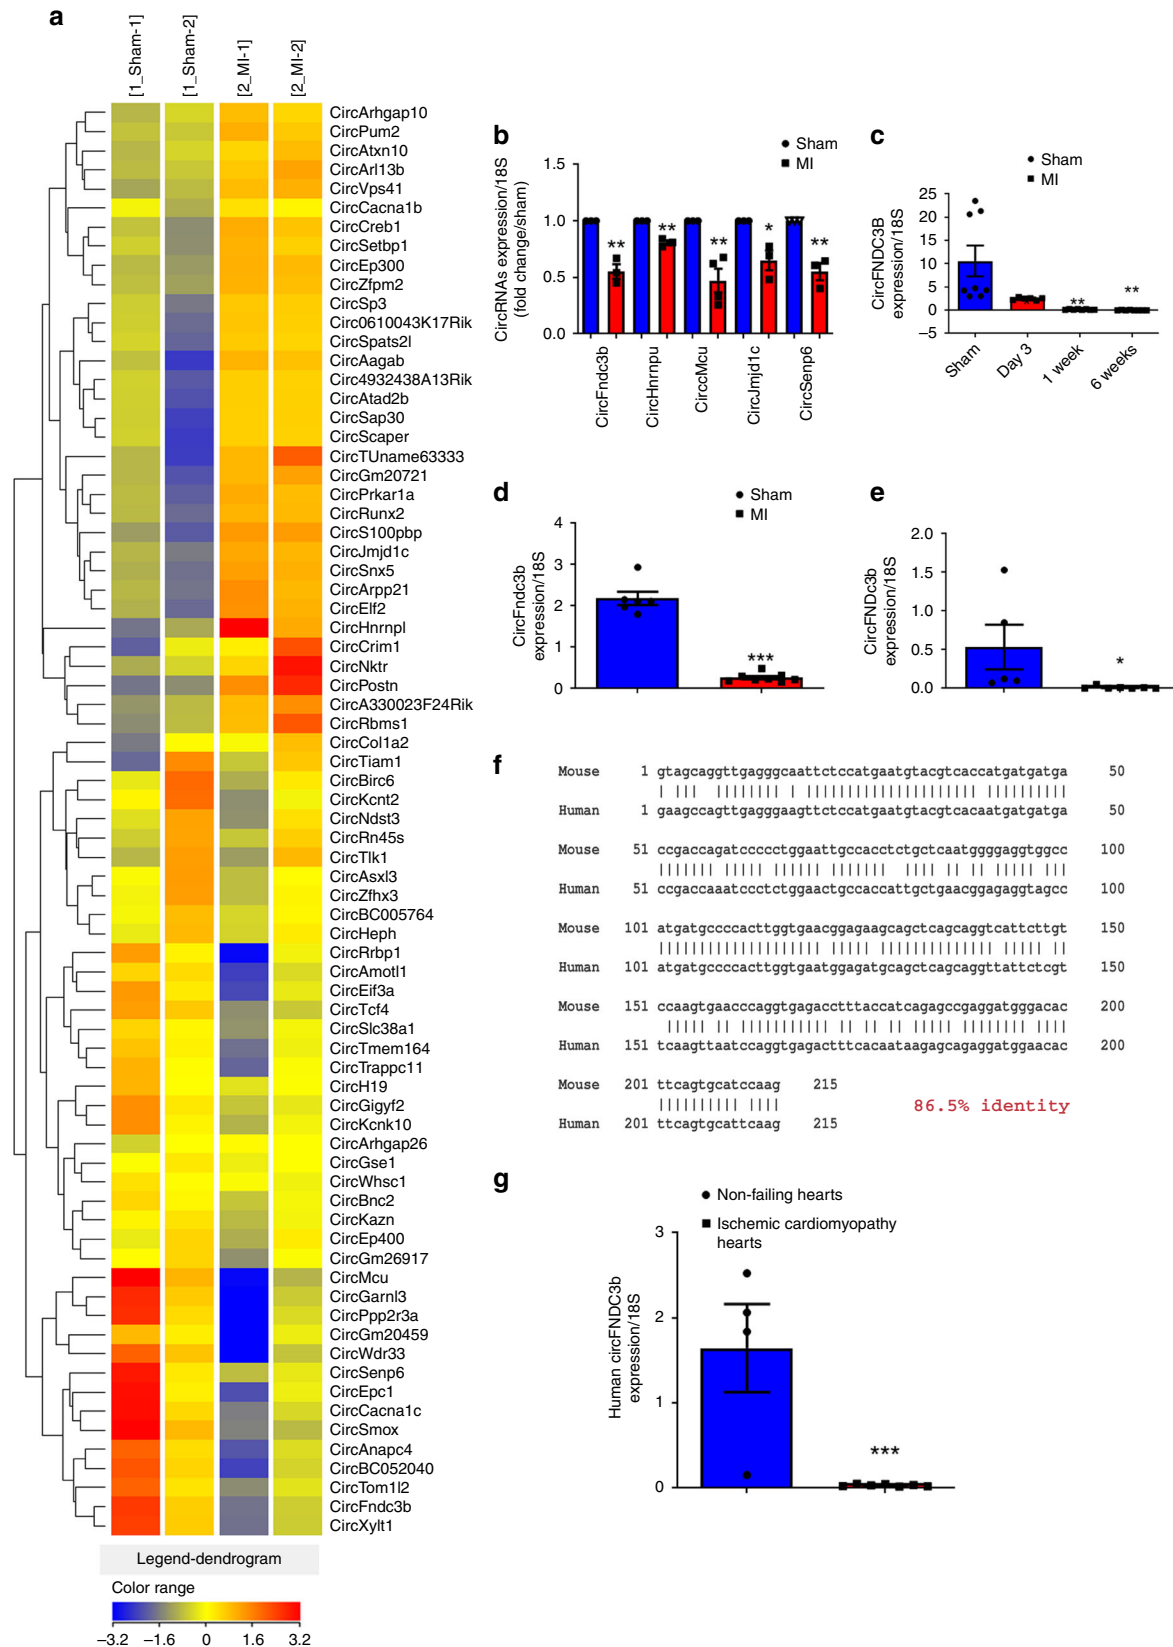 a
[1_Sham-1]
[1_Sham-2]
[2_MI-1]
[2_MI-2]
CircArhgap10
CircPum2
CircAtxn10
CircArl13b
CircVps41
CircCacna1b
CircCreb1
CircSetbp1
CircEp300
CircZfpm2
CircSp3
Circ0610043K17Rik
CircSpats2l
CircAagab
Circ4932438A13Rik
CircAtad2b
CircSap30
CircScaper
CircTUname63333
CircGm20721
CircPrkar1a
CircRunx2
CircS100pbp
CircJmjd1c
CircSnx5
CircArpp21
CircElf2
CircHnrnpl
CircCrim1
CircNktr
CircPostn
CircA330023F24Rik
CircRbms1
CircCol1a2
CircTiam1
CircBirc6
CircKcnt2
CircNdst3
CircRn45s
CircTlk1
CircAsxl3
CircZfhx3
CircBC005764
CircHeph
CircRrbp1
CircAmotl1
CircEif3a
CircTcf4
CircSlc38a1
CircTmem164
CircTrappc11
CircH19
CircGigyf2
CircKcnk10
CircArhgap26
CircGse1
CircWhsc1
CircBnc2
CircKazn
CircEp400
CircGm26917
CircMcu
CircGarnl3
CircPpp2r3a
CircGm20459
CircWdr33
CircSenp6
CircEpc1
CircCacna1c
CircSmox
CircAnapc4
CircBC052040
CircTom1l2
CircFndc3b
CircXylt1
Legend-dendrogram
Color range
−3.2 −1.6 0 1.6 3.2
b
Sham
MI
CircRNAs expression/18S
(fold change/sham)
1.5
1.0
0.5
0.0
** ** ** * **
CircFndc3b
CircHnrnpu
CirccMcu
CircJmjd1c
CircSenp6
c
Sham
MI
CircFNDC3B
expression/18S
25
20
15
10
5
0
−5
** **
Sham
Day 3
1 week
6 weeks
d
Sham
MI
CircFndc3b
expression/18S
4
3
2
1
0
***
e
CircFNDc3b
expression/18S
2.0
1.5
1.0
0.5
0.0
*
f
Mouse 1 gtagcaggttgagggcaattctccatgaatgtacgtcaccatgatgatga 50
Human 1 gaagccagttgagggaagttctccatgaatgtacgtcacaatgatgatga 50
Mouse 51 ccgaccagatccccctggaattgccacctctgctcaatggggaggtggcc 100
Human 51 ccgaccaaatccctctggaactgccaccattgctgaacggagaggtagcc 100
Mouse 101 atgatgccccacttggtgaacggagaagcagctcagcaggtcattcttgt 150
Human 101 atgatgccccacttggtgaatggagatgcagctcagcaggttattctcgt 150
Mouse 151 ccaagtgaacccaggtgagacctttaccatcagagccgaggatgggacac 200
Human 151 tcaagttaatccaggtgagactttcacaataagagcagaggatggaacac 200
Mouse 201 ttcagtgcatccaag 215
Human 201 ttcagtgcattcaag 215
86.5% identity
g
Non-failing hearts
Ischemic cardiomyopathy
hearts
Human circFNDC3b
expression/18S
3
2
1
0
***